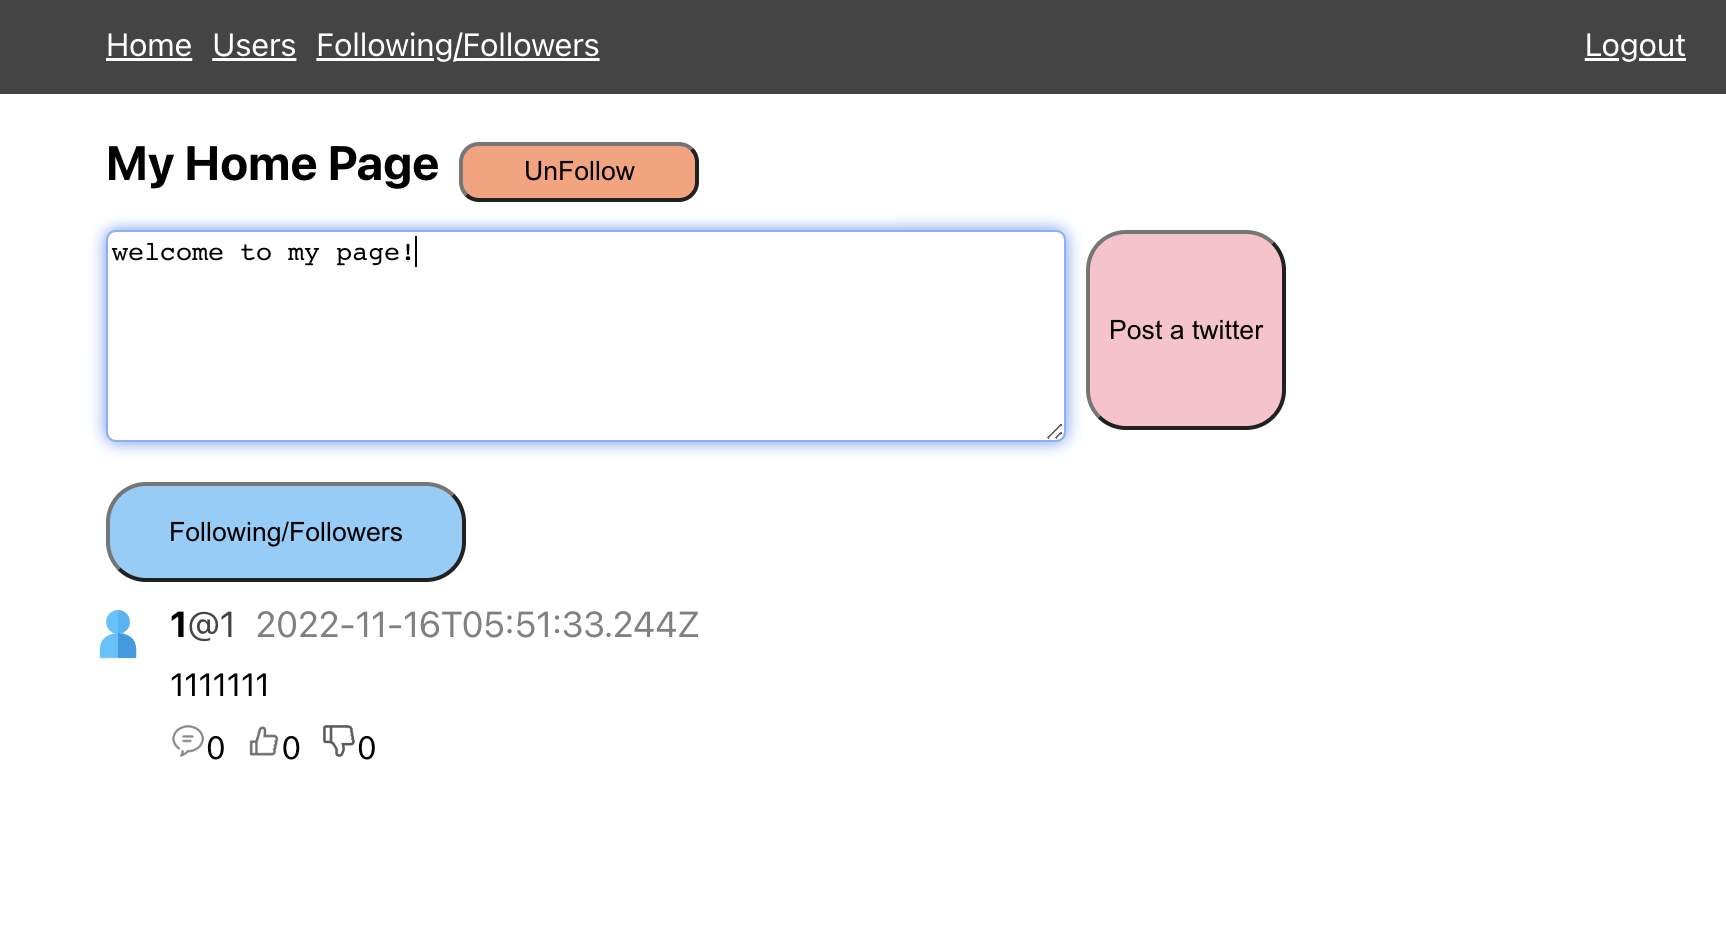 Home Users Following/Followers Logout
My Home Page UnFollow
welcome to my page!
Post a twitter
Following/Followers
1@1 2022-11-16T05:51:33.244Z
1111111
0 0 0